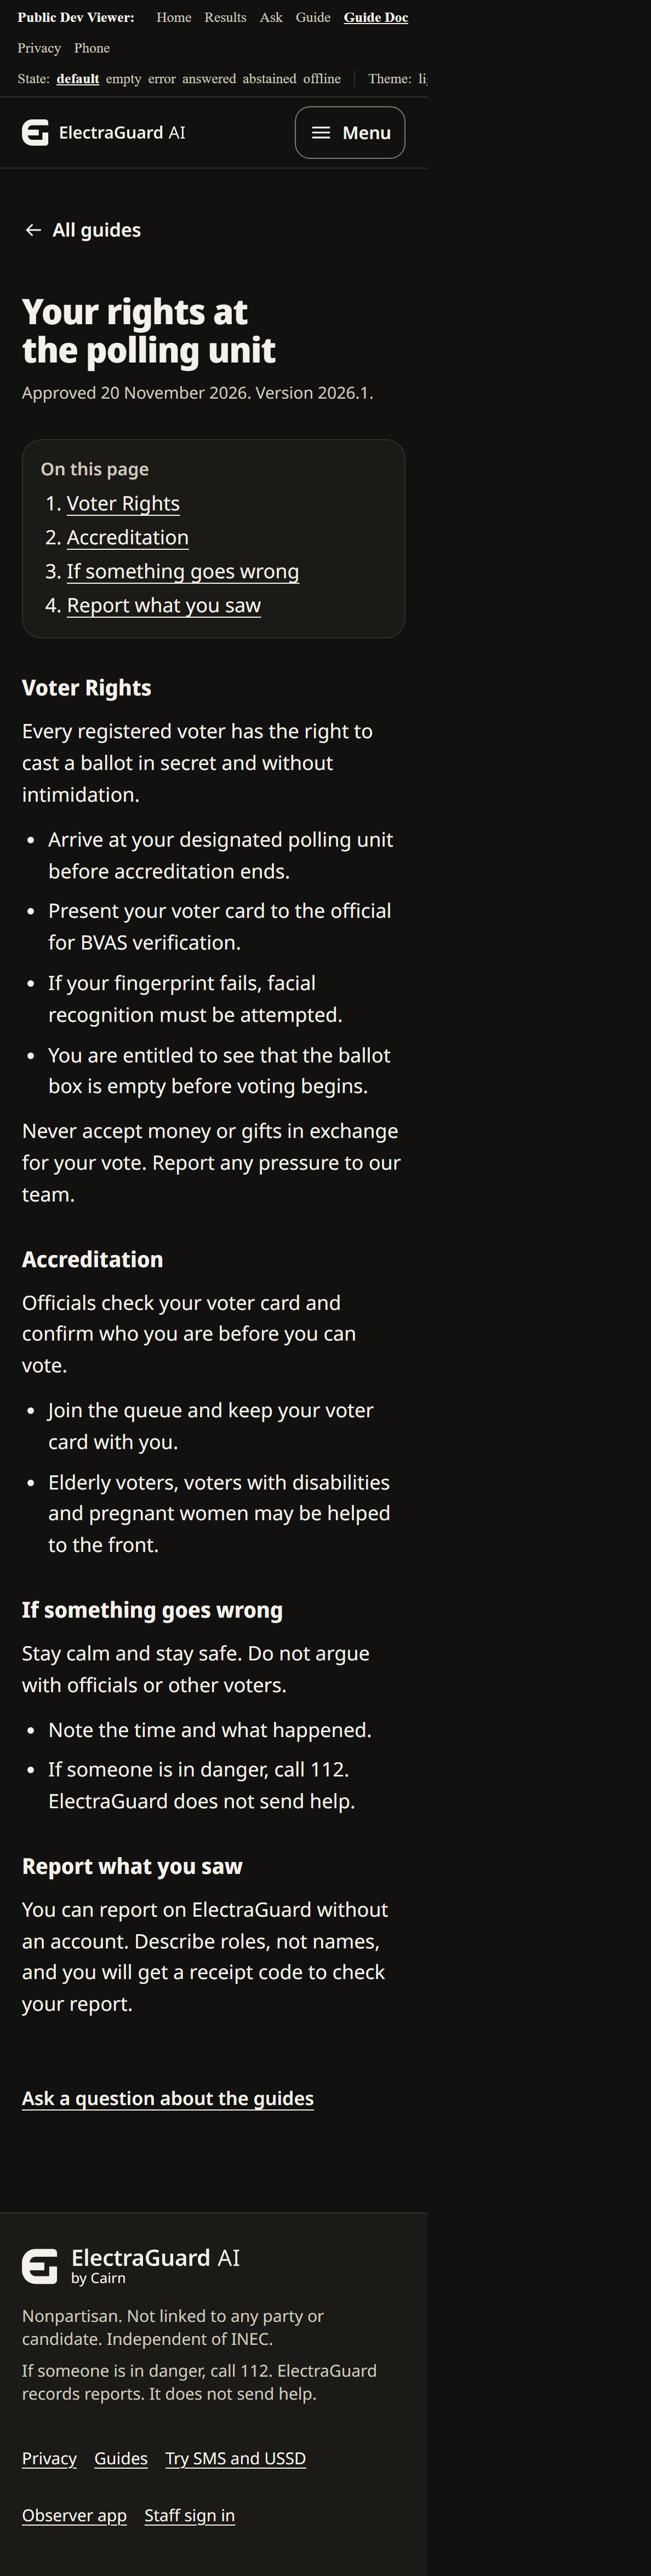 Public Dev Viewer: Home Results Ask Guide Guide Doc
Privacy Phone
State: default empty error answered abstained offline Theme:
ElectraGuard AI
Menu
← All guides
Your rights at
the polling unit
Approved 20 November 2026. Version 2026.1.
On this page
1. Voter Rights
2. Accreditation
3. If something goes wrong
4. Report what you saw
Voter Rights
Every registered voter has the right to
cast a ballot in secret and without
intimidation.
• Arrive at your designated polling unit
before accreditation ends.
• Present your voter card to the official
for BVAS verification.
• If your fingerprint fails, facial
recognition must be attempted.
• You are entitled to see that the ballot
box is empty before voting begins.
Never accept money or gifts in exchange
for your vote. Report any pressure to our
team.
Accreditation
Officials check your voter card and
confirm who you are before you can
vote.
• Join the queue and keep your voter
card with you.
• Elderly voters, voters with disabilities
and pregnant women may be helped
to the front.
If something goes wrong
Stay calm and stay safe. Do not argue
with officials or other voters.
• Note the time and what happened.
• If someone is in danger, call 112.
ElectraGuard does not send help.
Report what you saw
You can report on ElectraGuard without
an account. Describe roles, not names,
and you will get a receipt code to check
your report.
Ask a question about the guides
ElectraGuard AI
by Cairn
Nonpartisan. Not linked to any party or
candidate. Independent of INEC.
If someone is in danger, call 112. ElectraGuard
records reports. It does not send help.
Privacy Guides Try SMS and USSD
Observer app Staff sign in